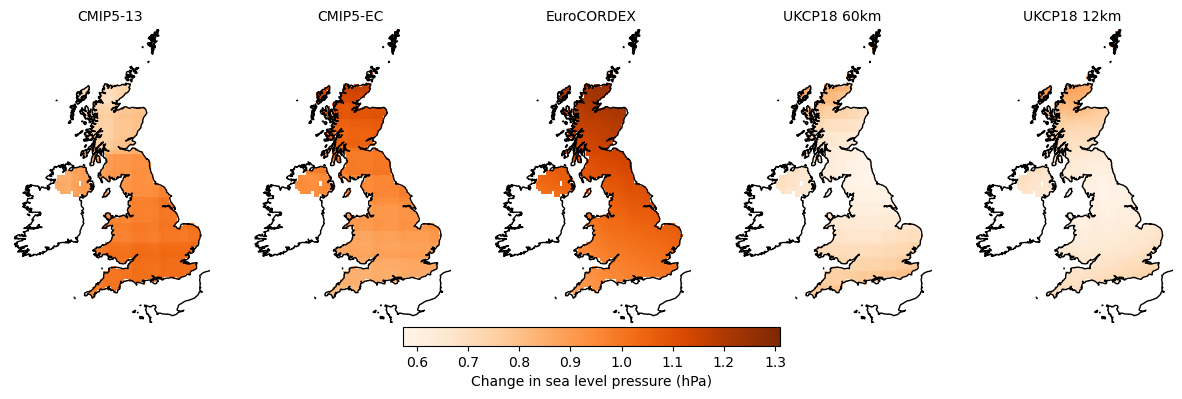 CMIP5-13 CMIP5-EC EuroCORDEX UKCP18 60km UKCP18 12km
0.6 0.7 0.8 0.9 1.0 1.1 1.2 1.3
Change in sea level pressure (hPa)